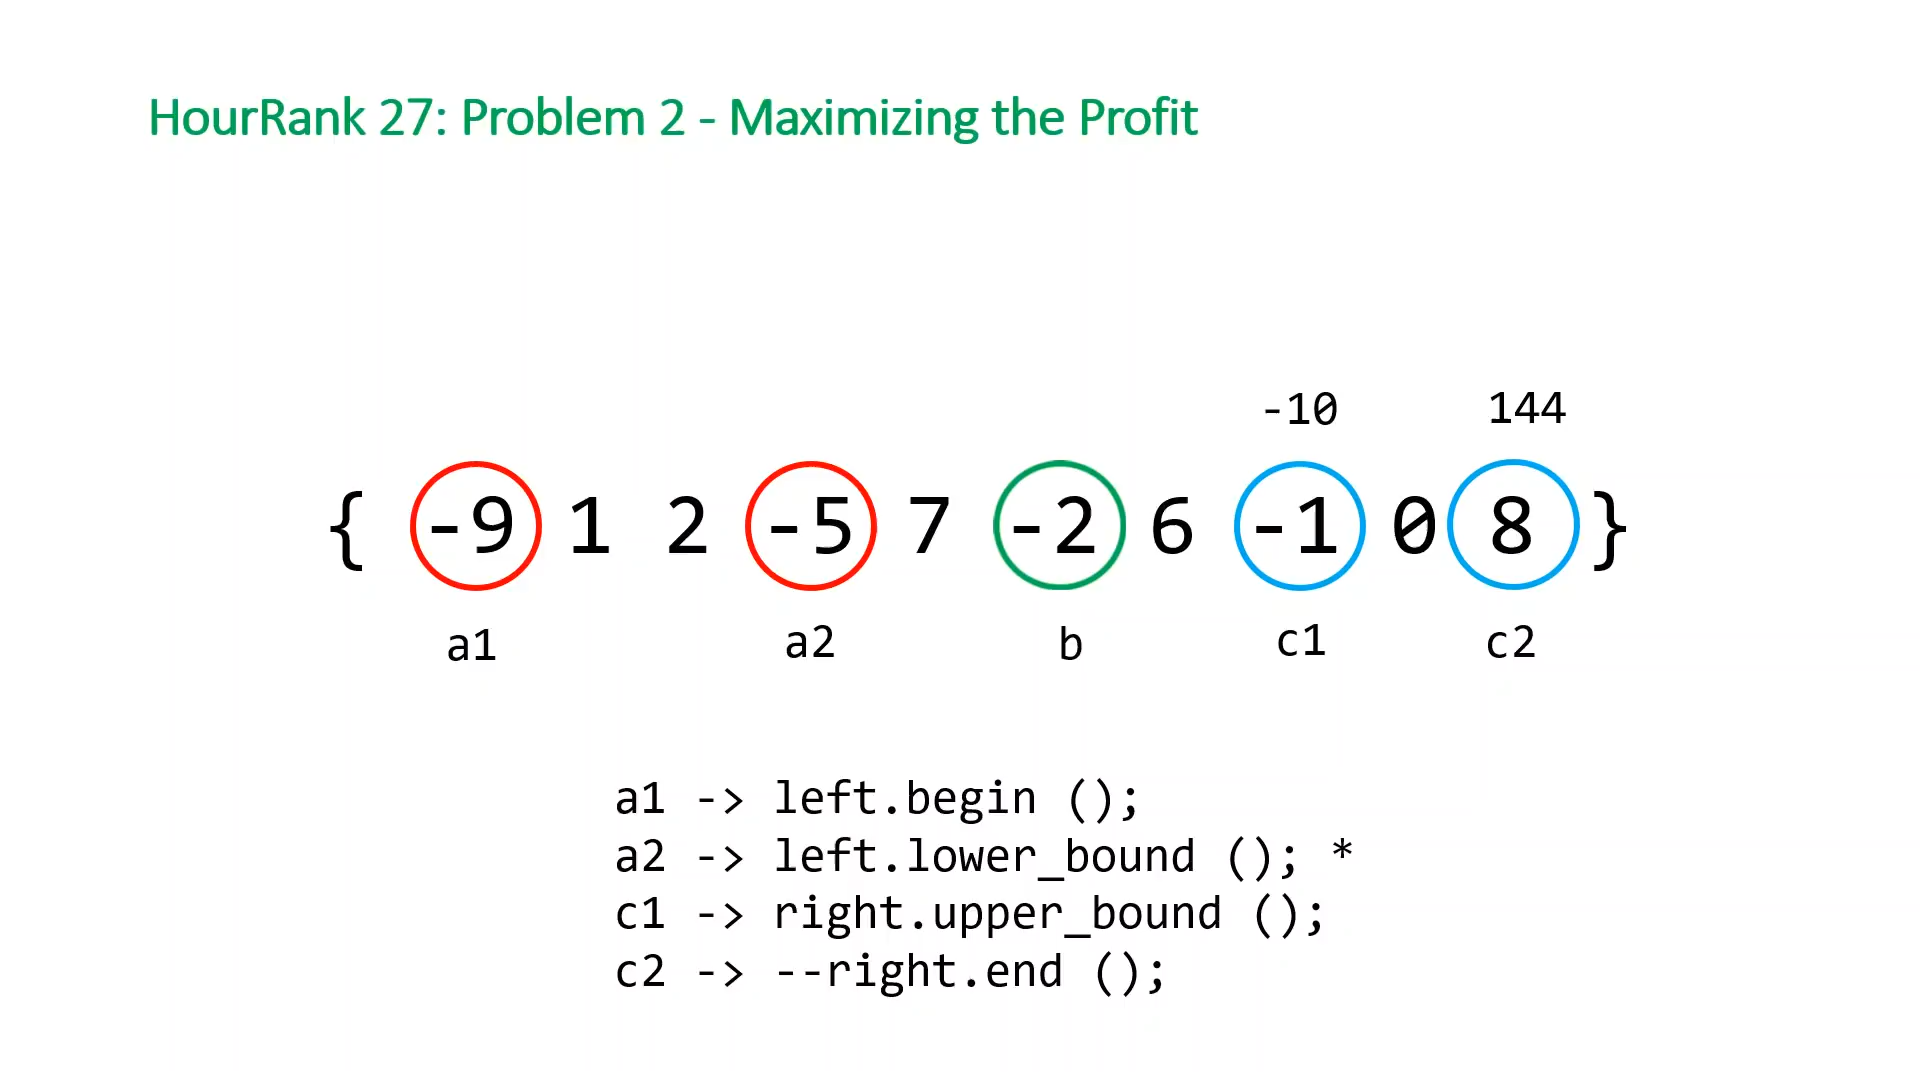 HourRank 27: Problem 2 - Maximizing the Profit
-10 144
{ -9 1 2 -5 7 -2 6 -1 0 8 }
a1 a2 b c1 c2
a1 -> left.begin ();
a2 -> left.lower_bound (); *
c1 -> right.upper_bound ();
c2 -> --right.end ();